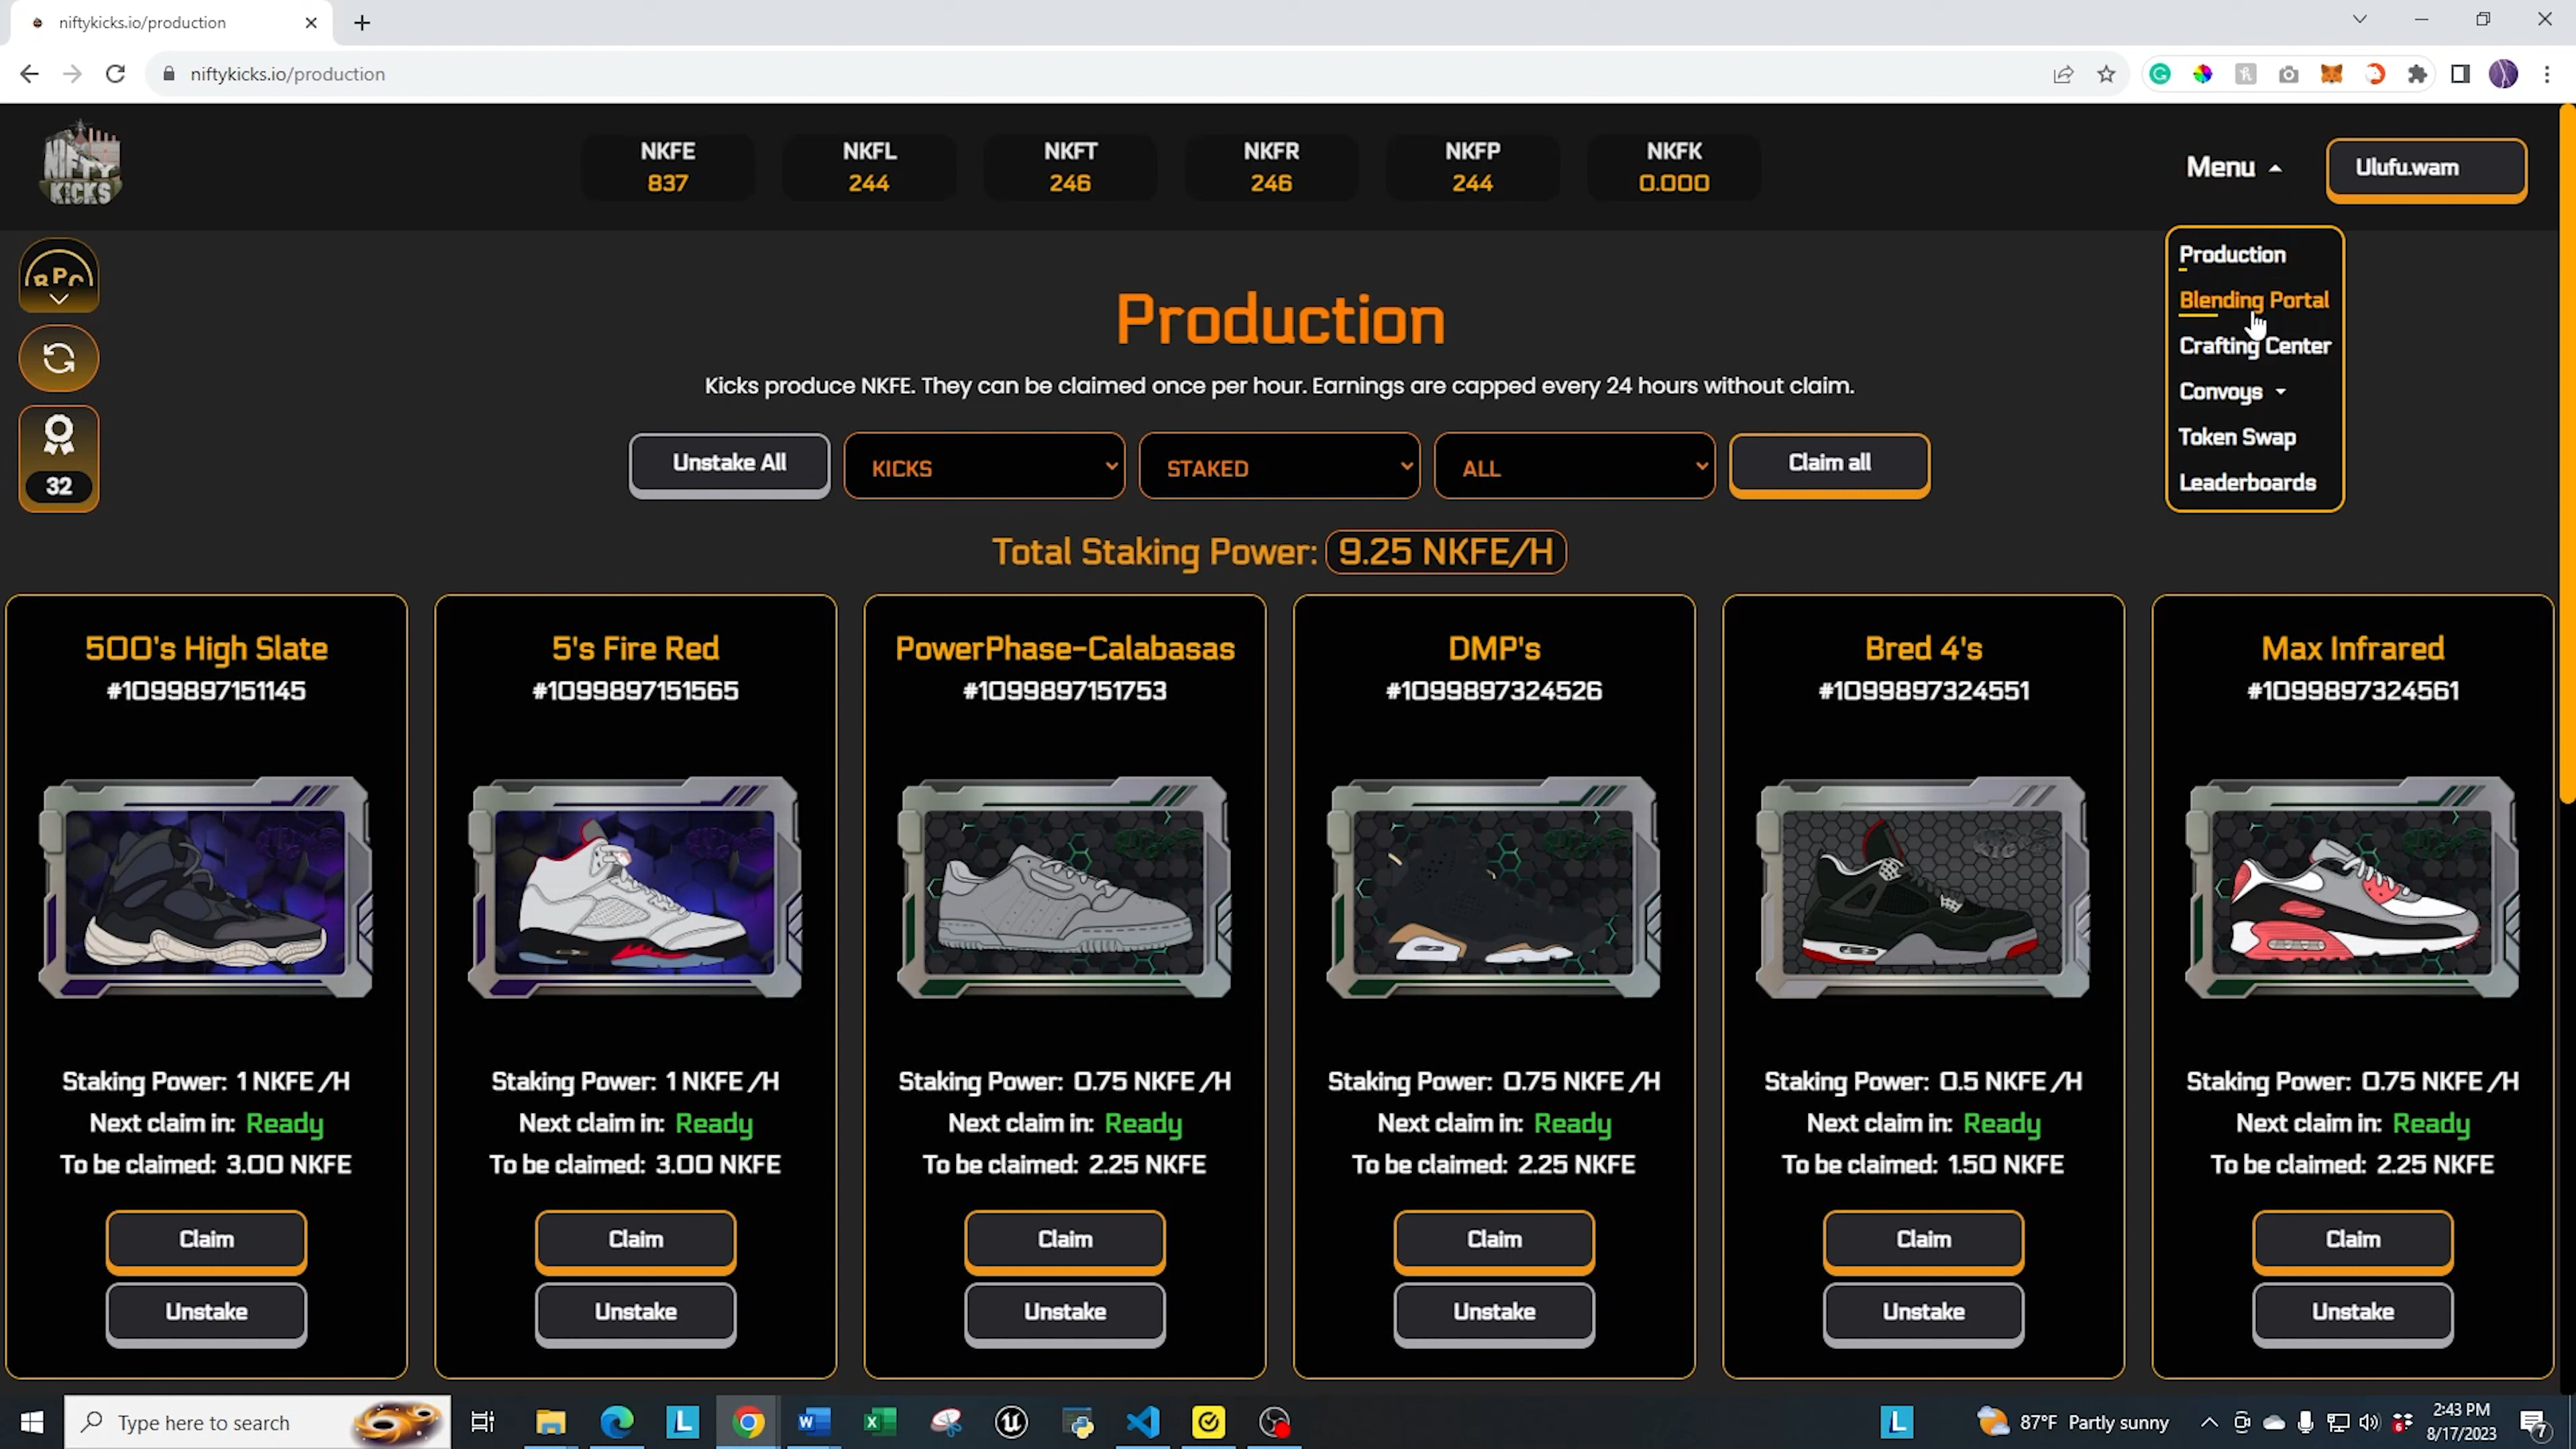 niftykicks.io/production
niftykicks.io/production
NIFTY
KICKS
NKFE
837
NKFL
244
NKFT
246
NKFR
246
NKFP
244
NKFK
0.000
Menu
Ulufu.wam
RPC
32
Production
Blending Portal
Crafting Center
Convoys
Token Swap
Leaderboards
Production
Kicks produce NKFE. They can be claimed once per hour. Earnings are capped every 24 hours without claim.
Unstake All
KICKS
STAKED
ALL
Claim all
Total Staking Power: 9.25 NKFE/H
500's High Slate
#1099897151145
Staking Power: 1 NKFE /H
Next claim in: Ready
To be claimed: 3.00 NKFE
Claim
Unstake
5's Fire Red
#1099897151565
Staking Power: 1 NKFE /H
Next claim in: Ready
To be claimed: 3.00 NKFE
Claim
Unstake
PowerPhase-Calabasas
#1099897151753
Staking Power: 0.75 NKFE /H
Next claim in: Ready
To be claimed: 2.25 NKFE
Claim
Unstake
DMP's
#1099897324526
Staking Power: 0.75 NKFE /H
Next claim in: Ready
To be claimed: 2.25 NKFE
Claim
Unstake
Bred 4's
#1099897324551
Staking Power: 0.5 NKFE /H
Next claim in: Ready
To be claimed: 1.50 NKFE
Claim
Unstake
Max Infrared
#1099897324561
Staking Power: 0.75 NKFE /H
Next claim in: Ready
To be claimed: 2.25 NKFE
Claim
Unstake
Type here to search
87°F Partly sunny
2:43 PM
8/17/2023
7